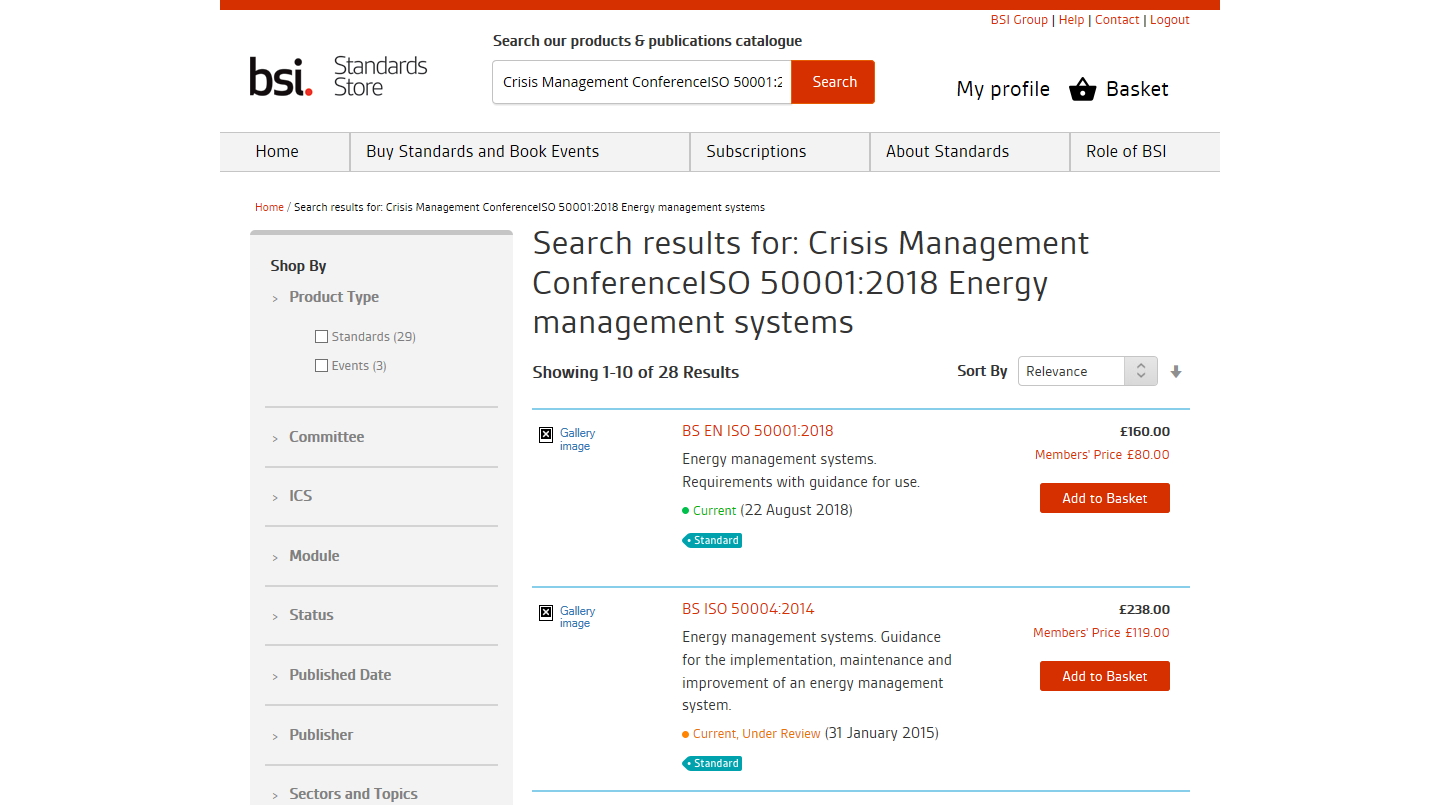 BSI Group | Help | Contact | Logout
Search our products & publications catalogue
bsi. Standards
Store
Crisis Management ConferenceISO 50001:2
Search
My profile
Basket
Home
Buy Standards and Book Events
Subscriptions
About Standards
Role of BSI
Home / Search results for: Crisis Management ConferenceISO 50001:2018 Energy management systems
Shop By
Product Type
Standards (29)
Events (3)
Committee
ICS
Module
Status
Published Date
Publisher
Sectors and Topics
Search results for: Crisis Management
ConferenceISO 50001:2018 Energy
management systems
Showing 1-10 of 28 Results
Sort By
Relevance
Gallery
image
BS EN ISO 50001:2018
Energy management systems.
Requirements with guidance for use.
Current (22 August 2018)
Standard
£160.00
Members' Price £80.00
Add to Basket
Gallery
image
BS ISO 50004:2014
Energy management systems. Guidance
for the implementation, maintenance and
improvement of an energy management
system.
Current, Under Review (31 January 2015)
Standard
£238.00
Members' Price £119.00
Add to Basket